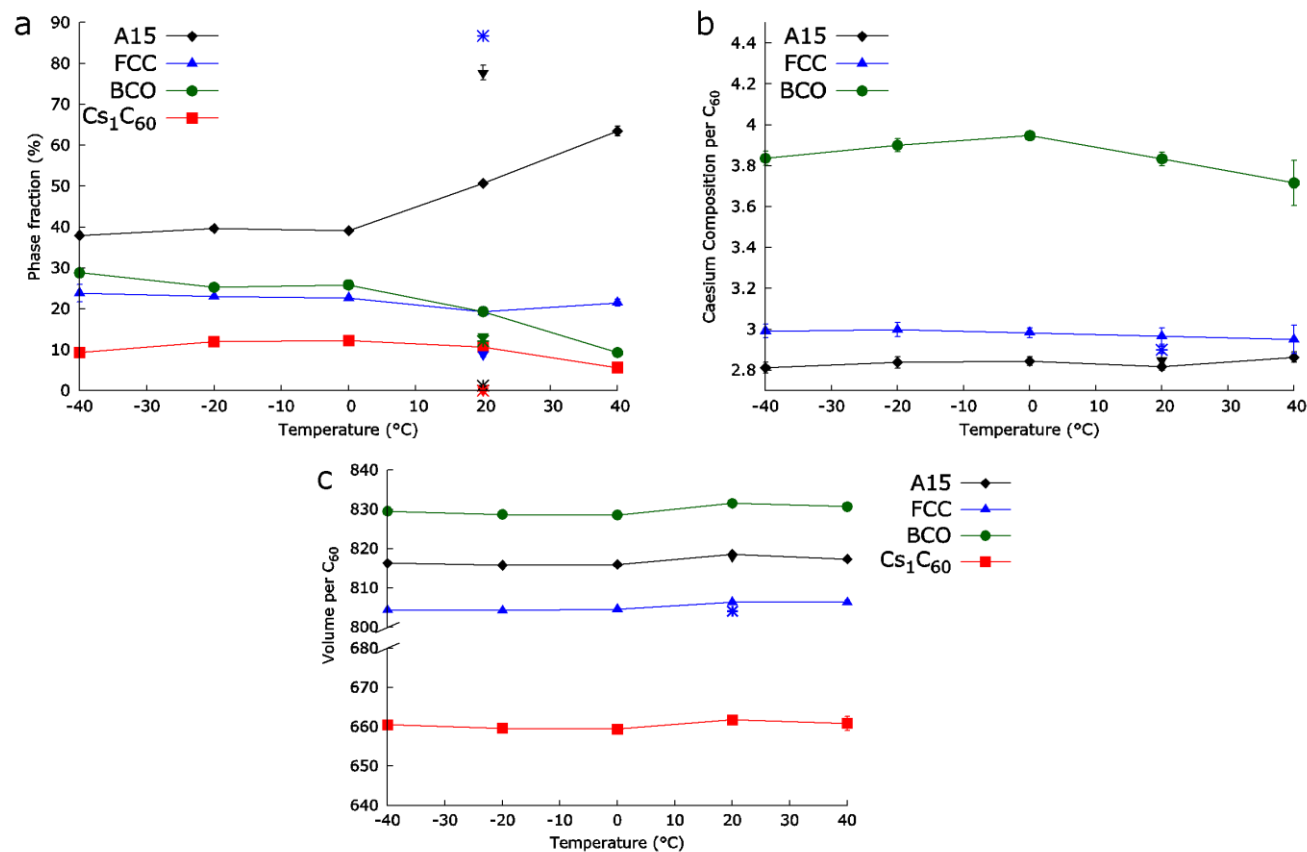 a
A15
FCC
BCO
Cs₁C₆₀
Phase fraction (%)
90
80
70
60
50
40
30
20
10
0
-40 -30 -20 -10 0 10 20 30 40
Temperature (°C)
b
A15
FCC
BCO
Caesium Composition per C₆₀
4.4
4.2
4
3.8
3.6
3.4
3.2
3
2.8
-40 -30 -20 -10 0 10 20 30 40
Temperature (°C)
c
A15
FCC
BCO
Cs₁C₆₀
Volume per C₆₀
840
830
820
810
800
680
670
660
650
640
-40 -30 -20 -10 0 10 20 30 40
Temperature (°C)